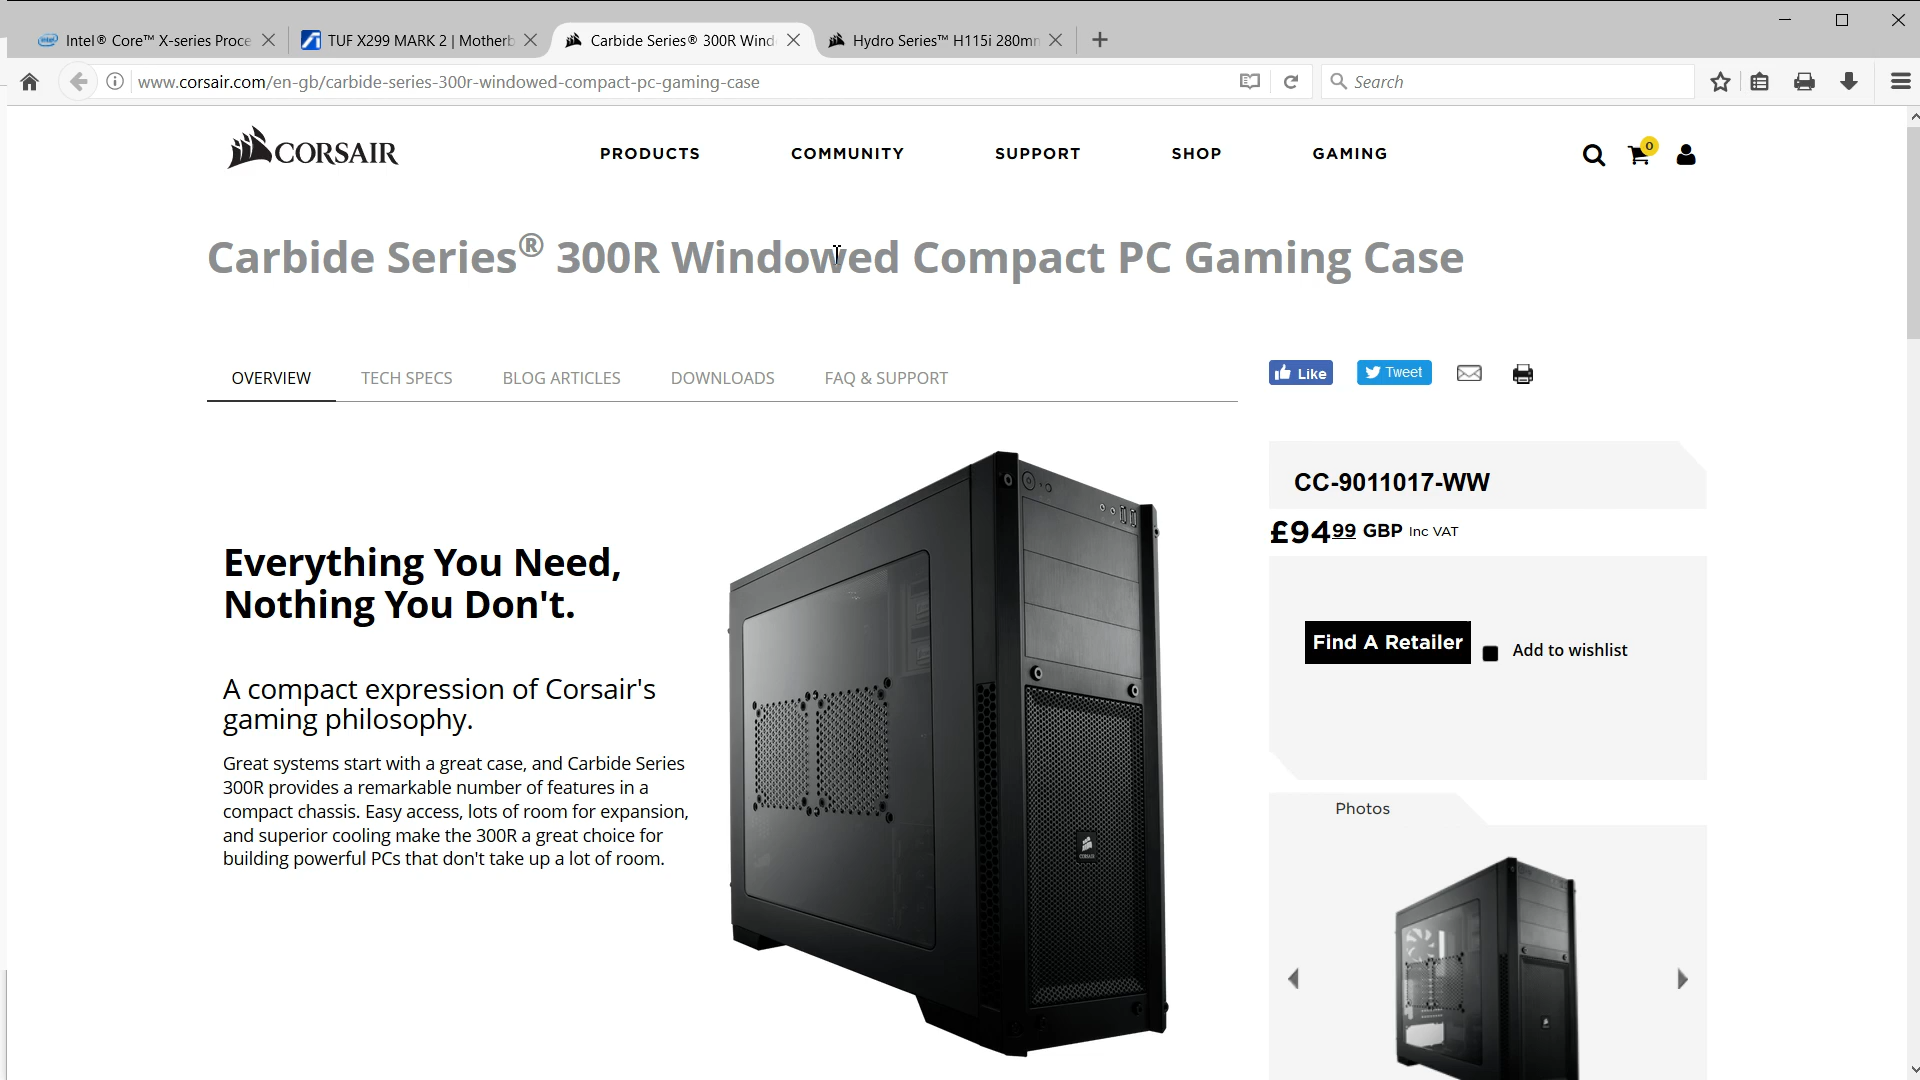 Intel® Core™ X-series Proce
TUF X299 MARK 2 | Motherb
Carbide Series® 300R Wind
Hydro Series™ H115i 280mm
www.corsair.com/en-gb/carbide-series-300r-windowed-compact-pc-gaming-case
Search
CORSAIR
PRODUCTS
COMMUNITY
SUPPORT
SHOP
GAMING
0
Carbide Series® 300R Windowed Compact PC Gaming Case
OVERVIEW
TECH SPECS
BLOG ARTICLES
DOWNLOADS
FAQ & SUPPORT
Like
Tweet
CC-9011017-WW
£9499 GBP Inc VAT
Everything You Need,
Nothing You Don't.
Find A Retailer
Add to wishlist
A compact expression of Corsair's
gaming philosophy.
Great systems start with a great case, and Carbide Series
300R provides a remarkable number of features in a
compact chassis. Easy access, lots of room for expansion,
and superior cooling make the 300R a great choice for
building powerful PCs that don't take up a lot of room.
Photos
CORSAIR